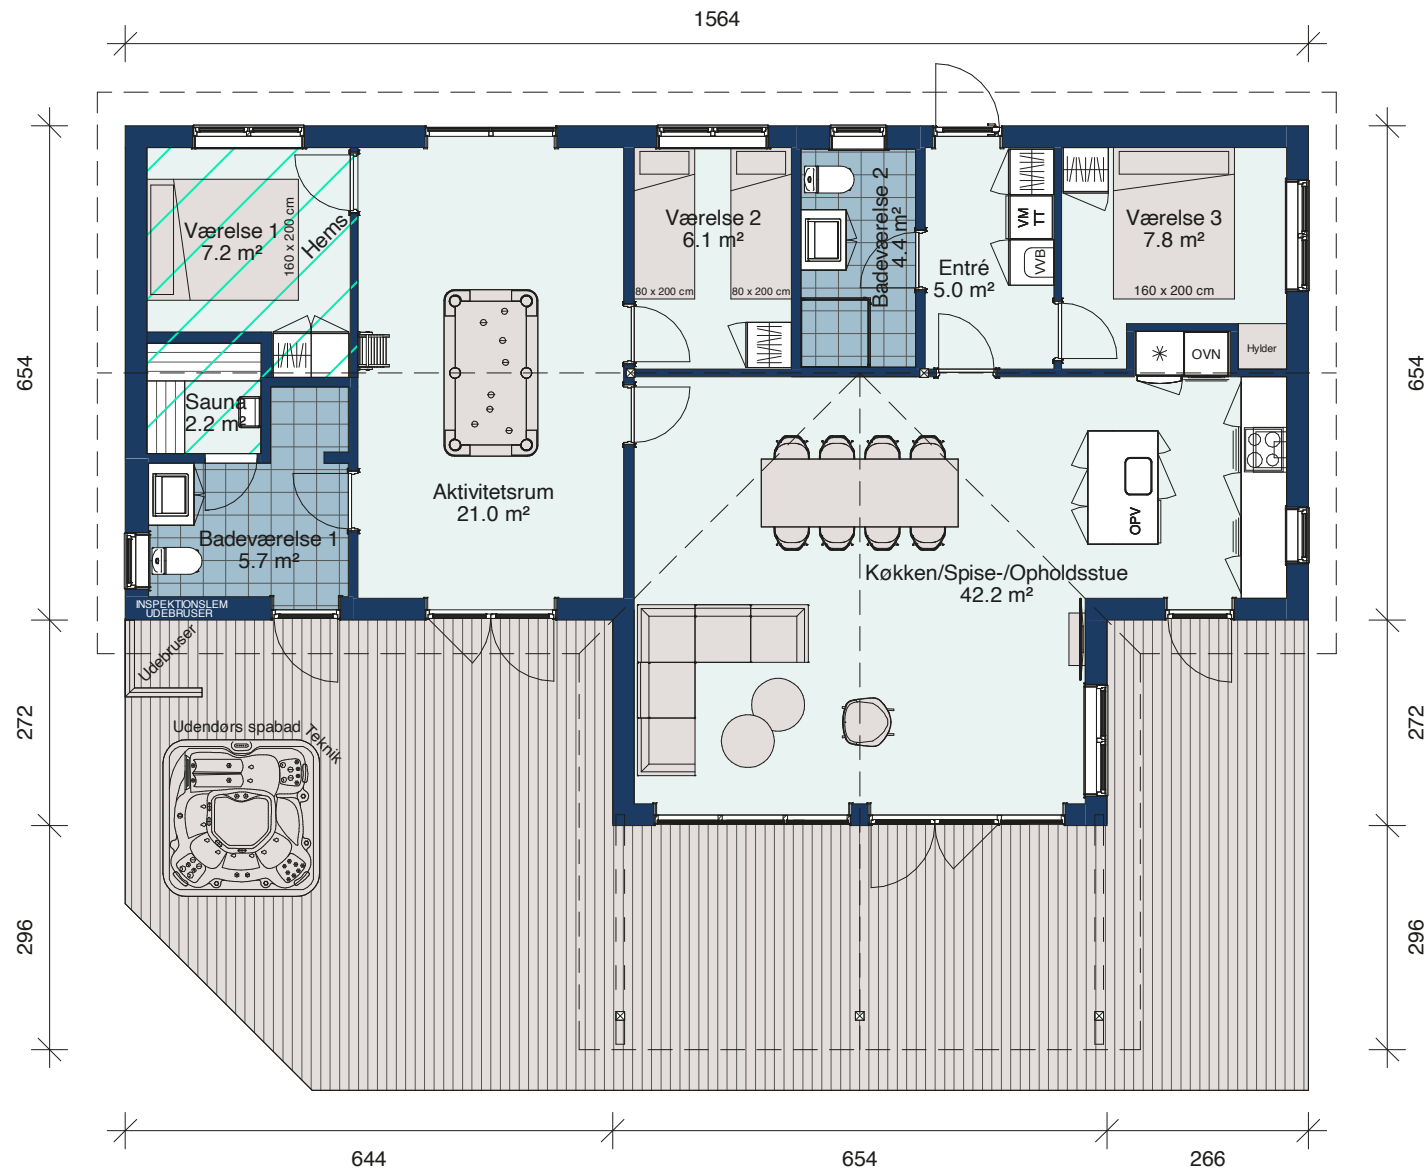 1564
654
272
296
654
272
296
644
654
266
Værelse 1
7.2 m²
160 x 200 cm
Hems
Værelse 2
6.1 m²
80 x 200 cm
80 x 200 cm
Badeværelse 2
4.4 m²
Entré
5.0 m²
VM
TT
VVB
Værelse 3
7.8 m²
160 x 200 cm
OVN
Hylder
Sauna
2.2 m²
Aktivitetsrum
21.0 m²
Badeværelse 1
5.7 m²
OPV
Køkken/Spise-/Opholdsstue
42.2 m²
INSPEKTIONSLEM
UDEBRUSER
Udebruser
Udendørs spabad
Teknik